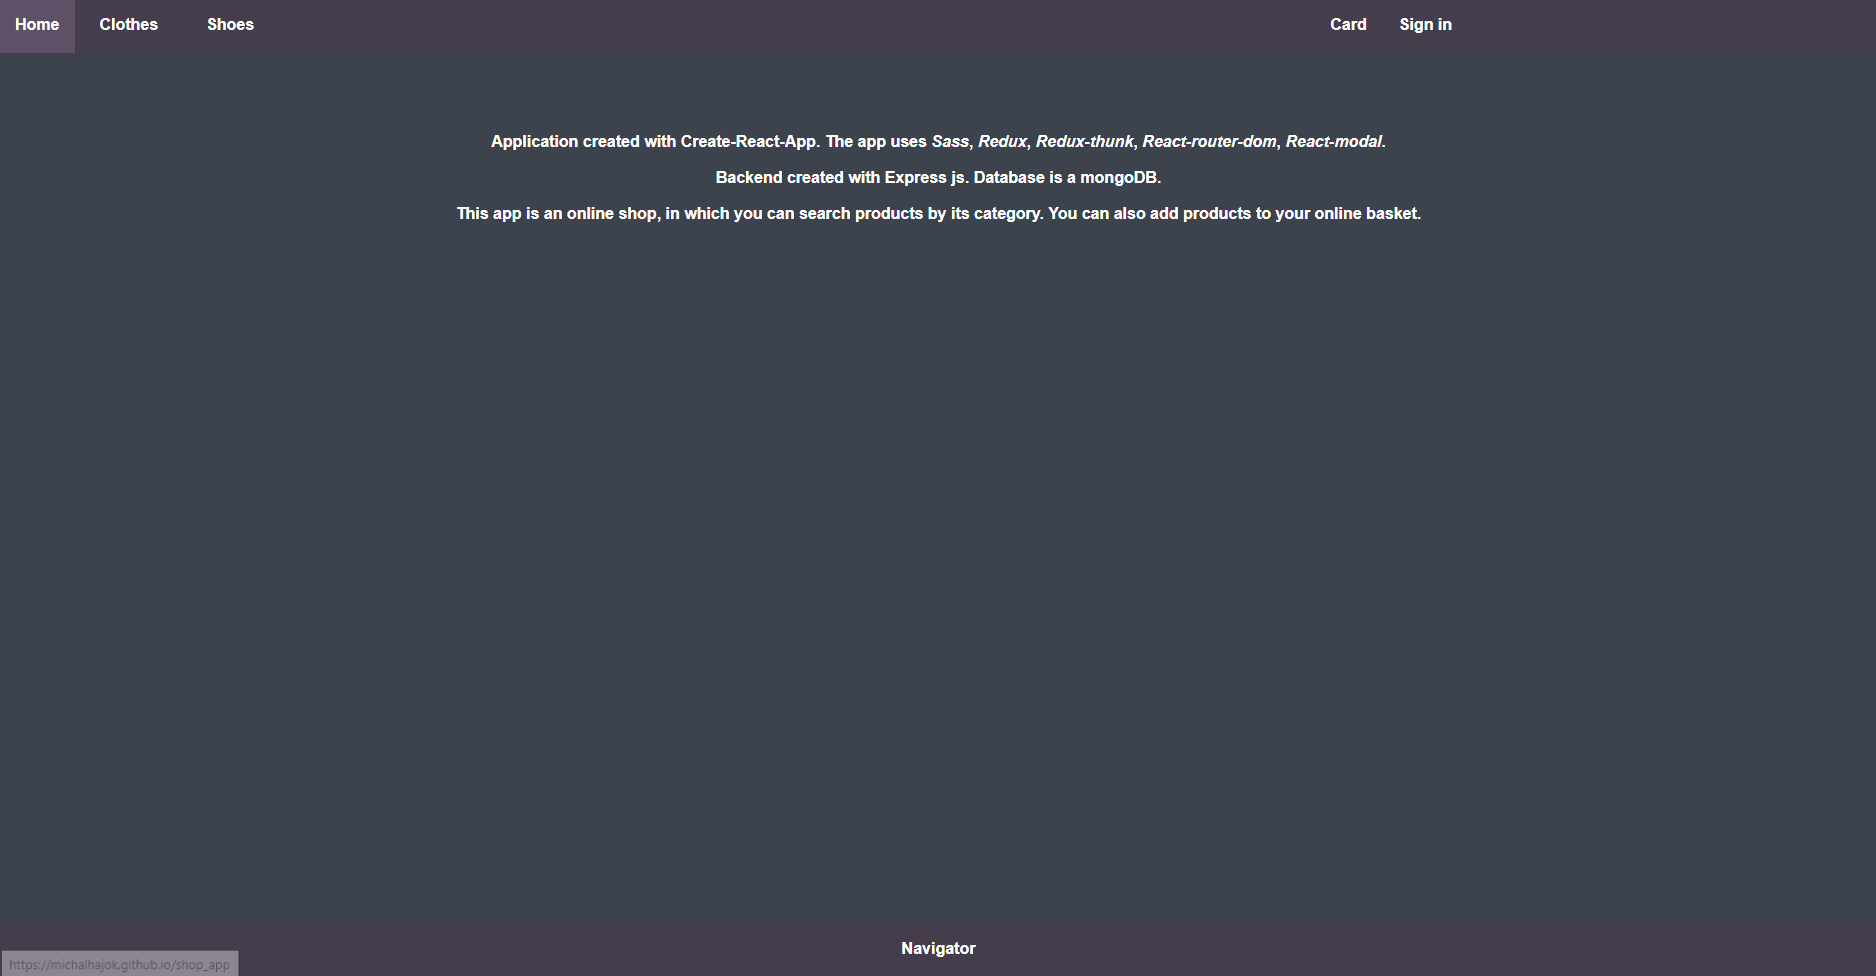 Home Clothes Shoes Card Sign in
Application created with Create-React-App. The app uses Sass, Redux, Redux-thunk, React-router-dom, React-modal.
Backend created with Express js. Database is a mongoDB.
This app is an online shop, in which you can search products by its category. You can also add products to your online basket.
Navigator
https://michalhajok.github.io/shop_app